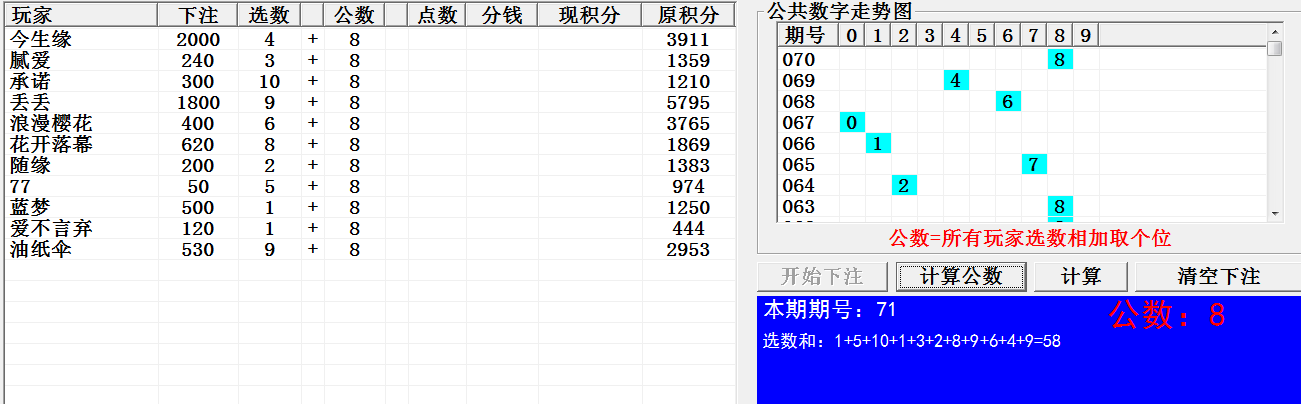 玩家 下注 选数 公数 点数 分钱 现积分 原积分
今生缘 2000 4 + 8 3911
腻爱 240 3 + 8 1359
承诺 300 10 + 8 1210
丢丢 1800 9 + 8 5795
浪漫樱花 400 6 + 8 3765
花开落幕 620 8 + 8 1869
随缘 200 2 + 8 1383
77 50 5 + 8 974
蓝梦 500 1 + 8 1250
爱不言弃 120 1 + 8 444
油纸伞 530 9 + 8 2953
公共数字走势图
期号 0 1 2 3 4 5 6 7 8 9
070 8
069 4
068 6
067 0
066 1
065 7
064 2
063 8
公数=所有玩家选数相加取个位
开始下注 计算公数 计算 清空下注
本期期号：71 公数：8
选数和：1+5+10+1+3+2+8+9+6+4+9=58